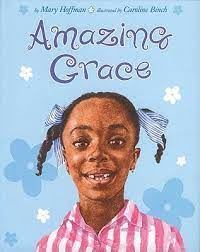 Amazing
Grace
by Mary Hoffman illustrated by Caroline Binch